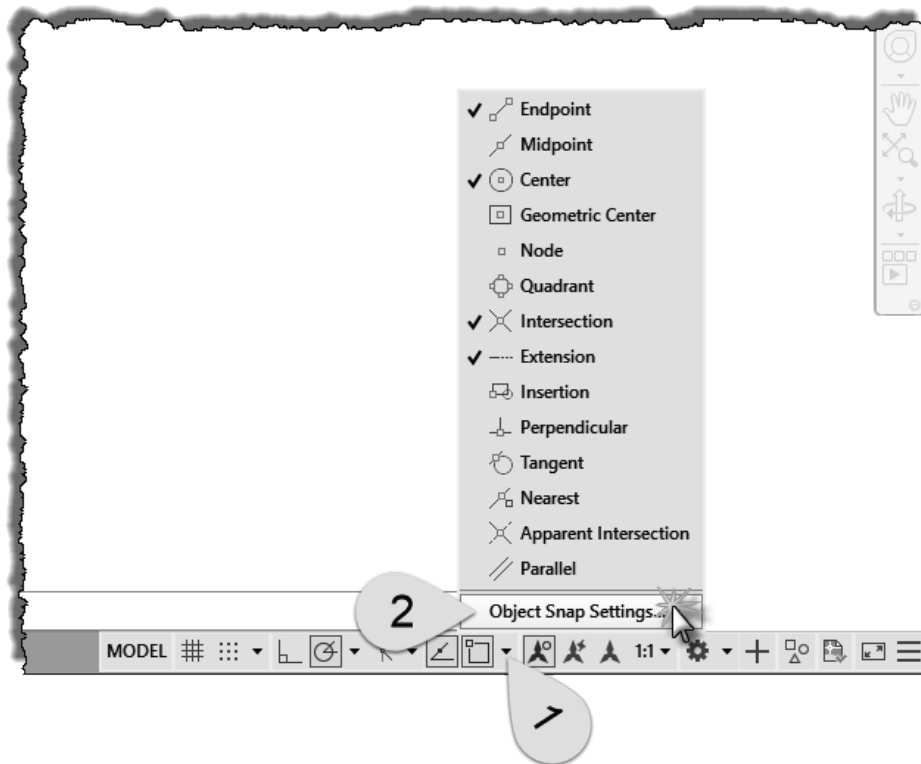 Endpoint
Midpoint
Center
Geometric Center
Node
Quadrant
Intersection
Extension
Insertion
Perpendicular
Tangent
Nearest
Apparent Intersection
Parallel
2 Object Snap Settings...
MODEL 1:1
1